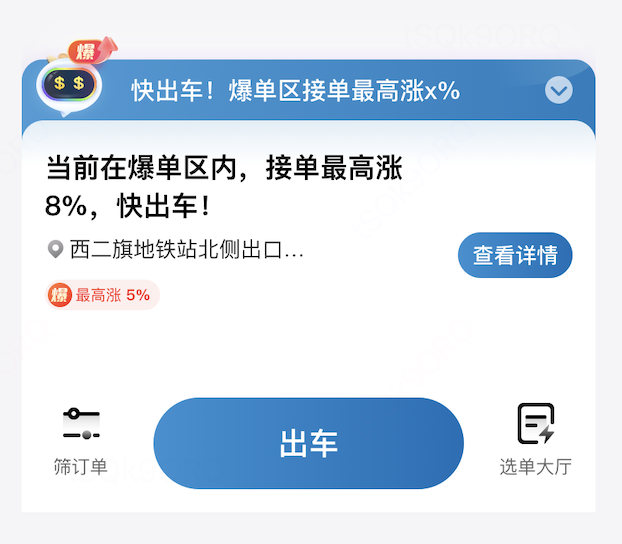 爆
$ $
快出车！爆单区接单最高涨x%
当前在爆单区内，接单最高涨
8%，快出车！
西二旗地铁站北侧出口...
查看详情
爆 最高涨 5%
出车
筛订单
选单大厅